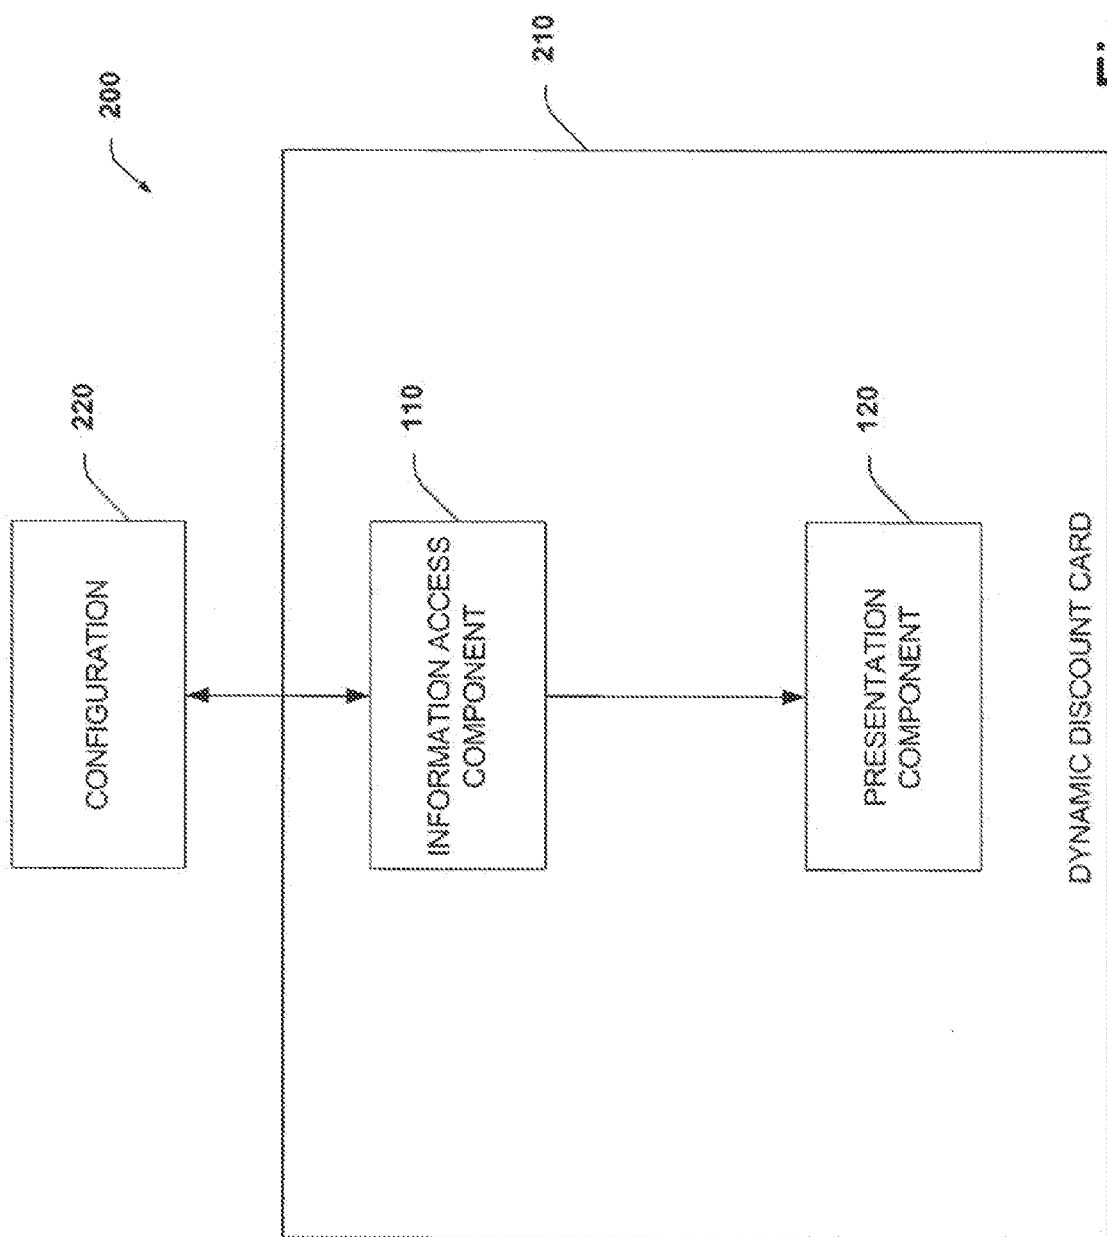 CONFIGURATION
220
200
INFORMATION ACCESS
COMPONENT
110
210
PRESENTATION
COMPONENT
120
DYNAMIC DISCOUNT CARD